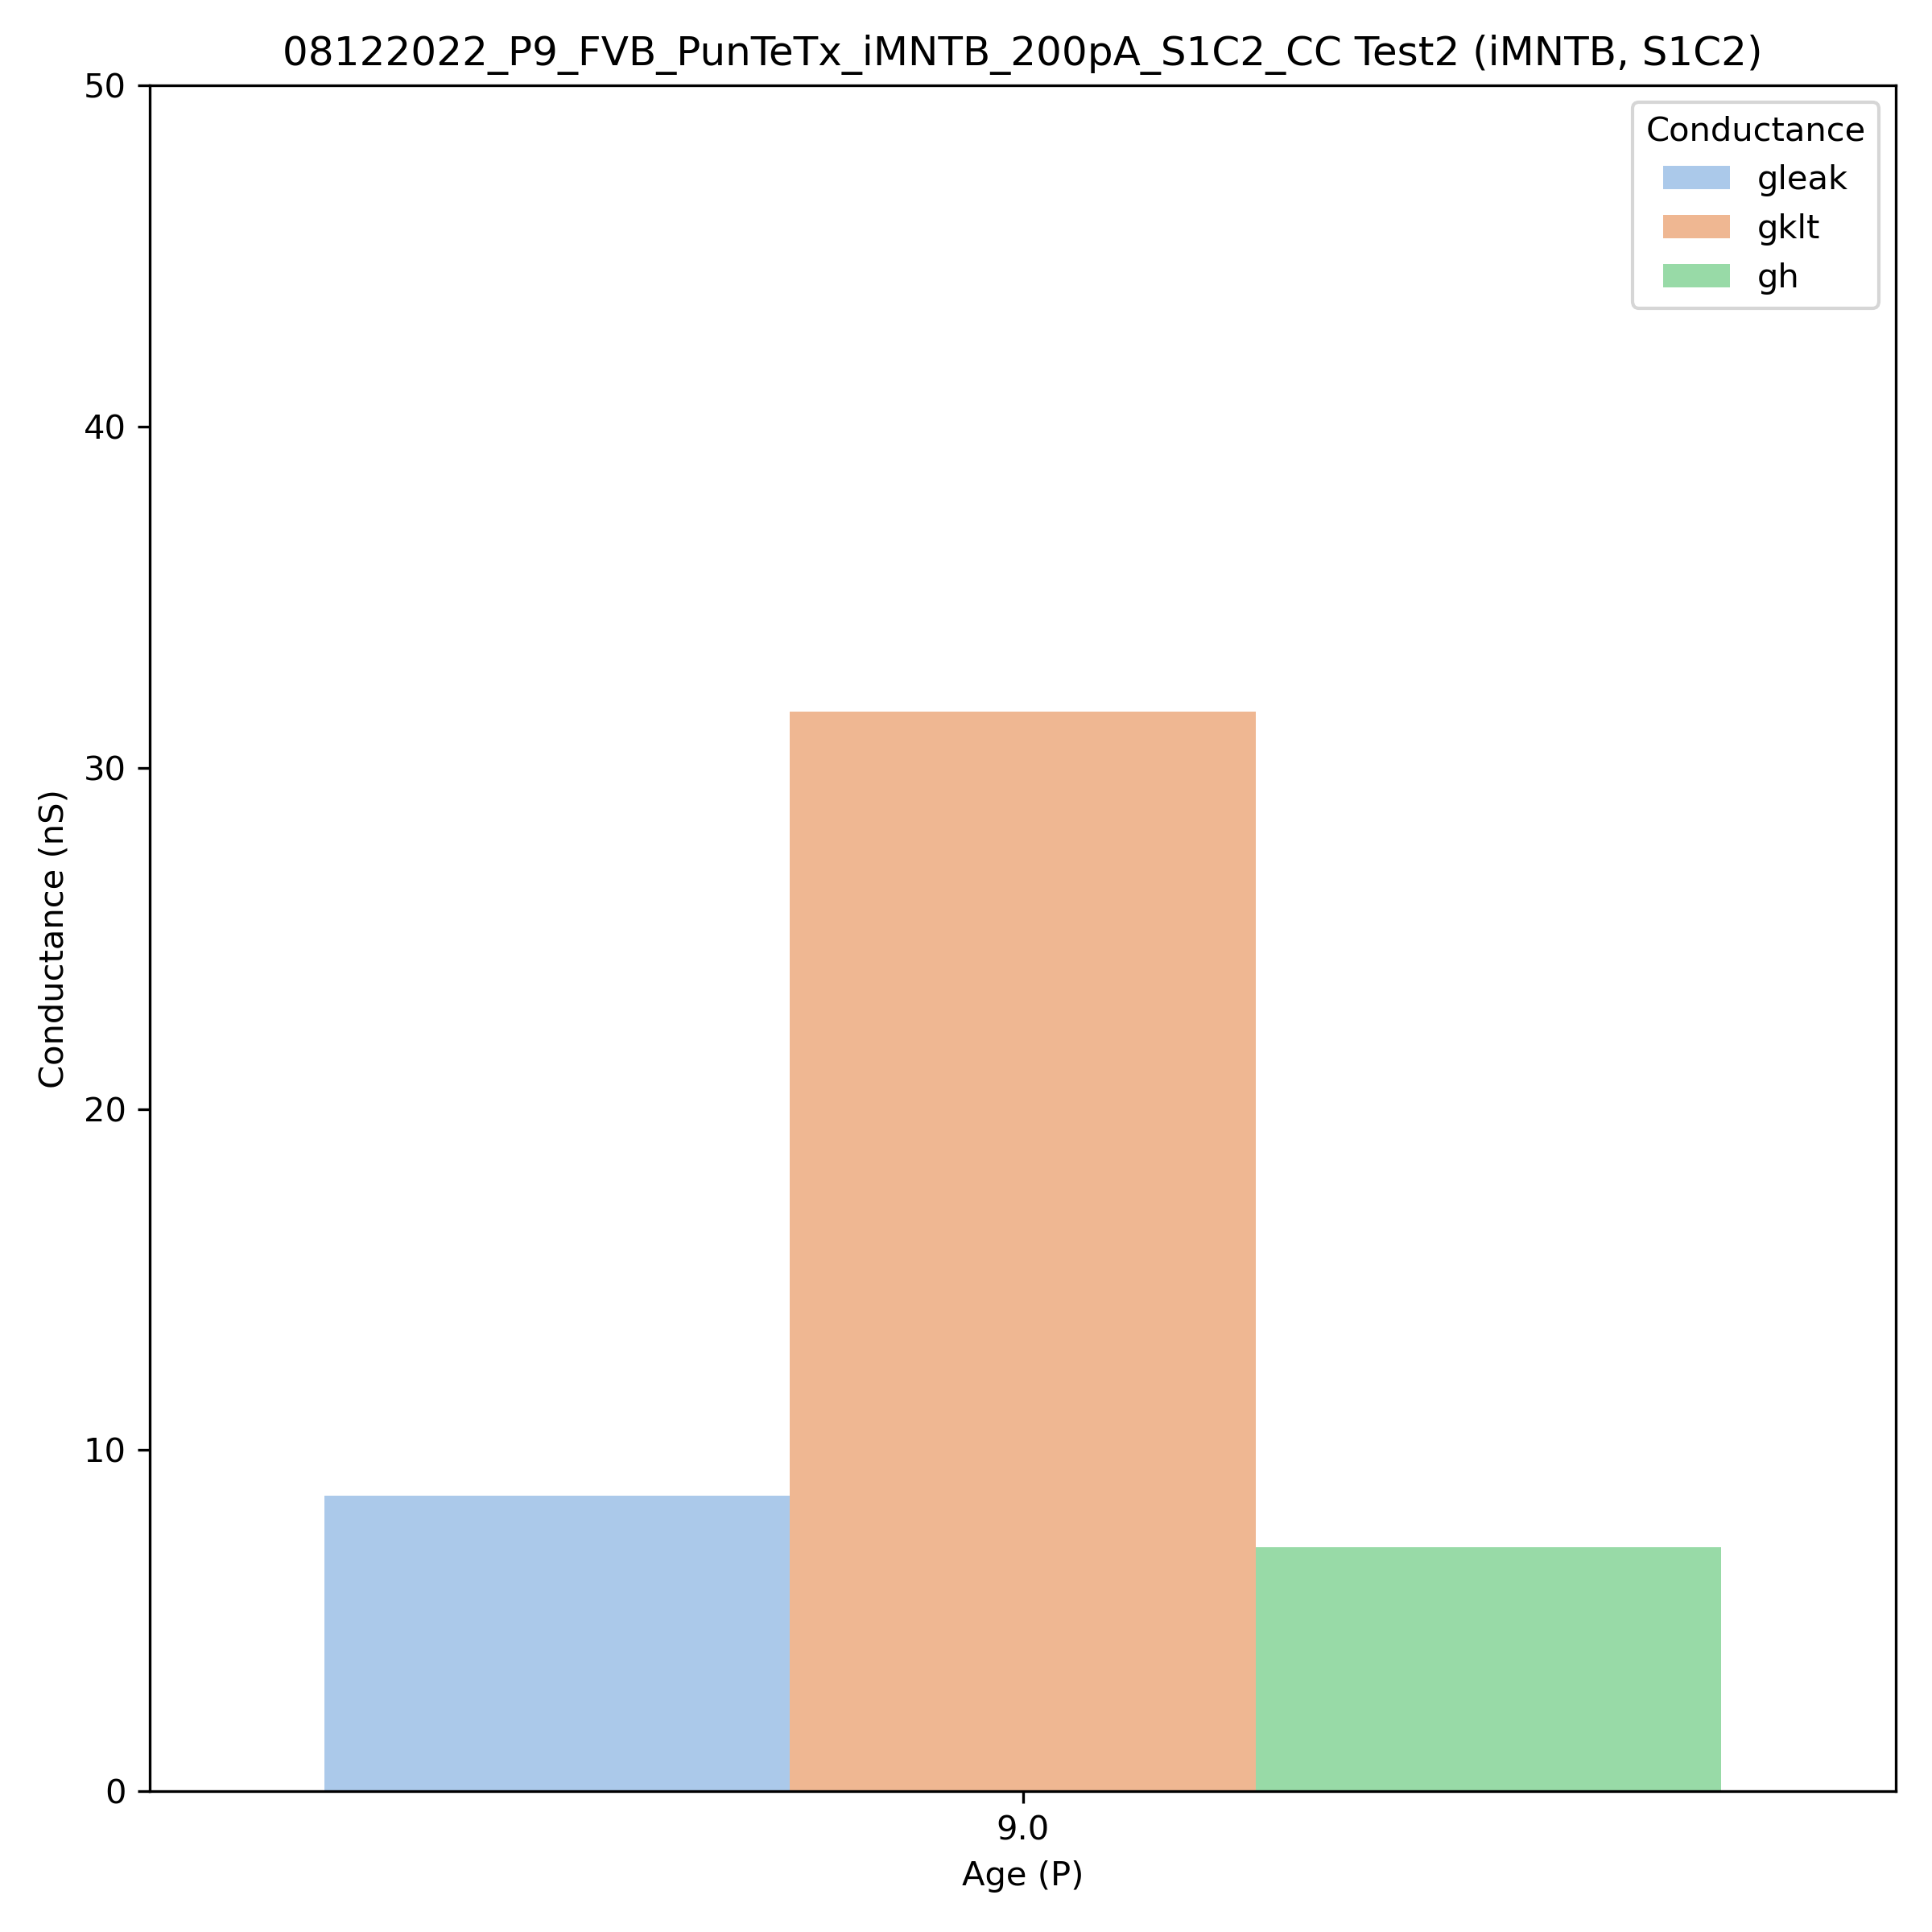 08122022_P9_FVB_PunTeTx_iMNTB_200pA_S1C2_CC Test2 (iMNTB, S1C2)
50
40
30
20
10
0
Conductance (nS)
Conductance
gleak
gklt
gh
9.0
Age (P)